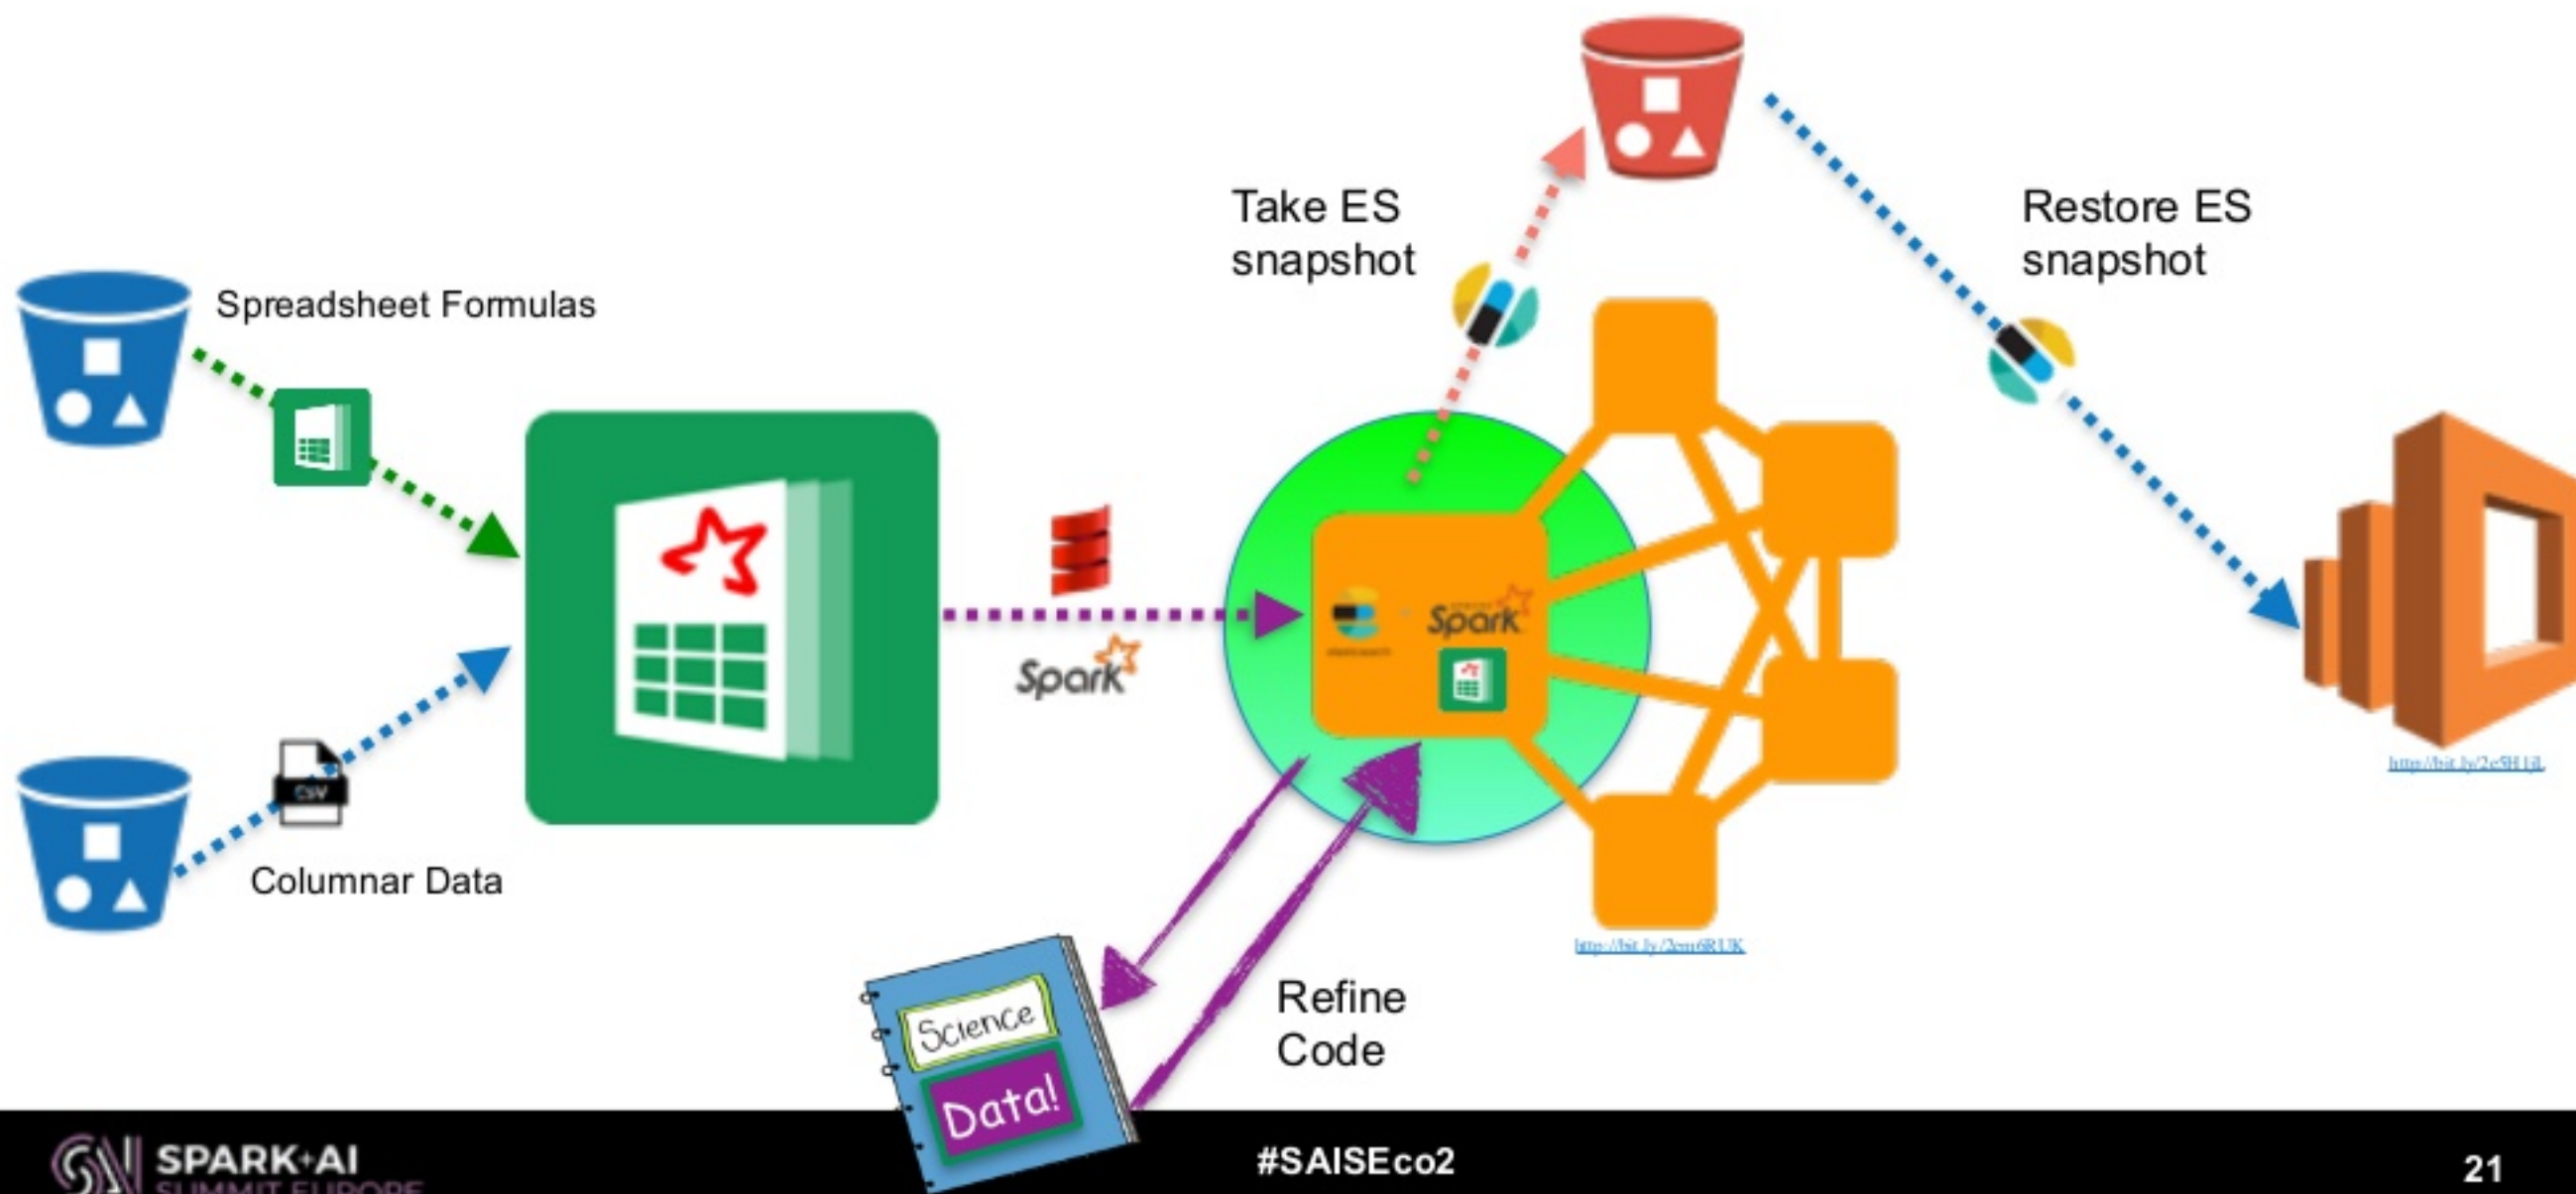 Take ES
snapshot
Restore ES
snapshot
Spreadsheet Formulas
Spark
Spark
CSV
Columnar Data
Refine
Code
Science
Data!
SPARK+AI
SUMMIT EUROPE
#SAISEco2
21